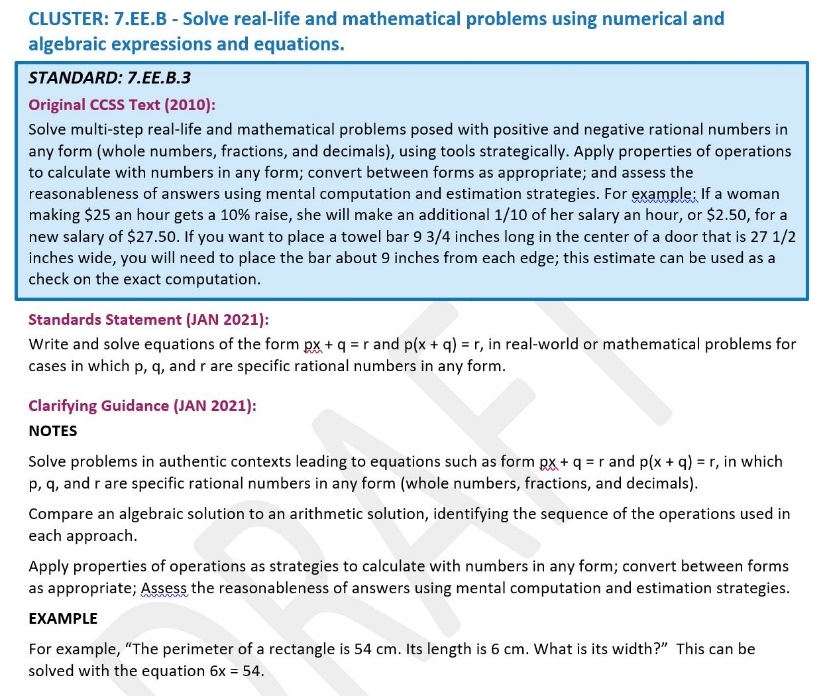 CLUSTER: 7.EE.B - Solve real-life and mathematical problems using numerical and
algebraic expressions and equations.
STANDARD: 7.EE.B.3
Original CCSS Text (2010):
Solve multi-step real-life and mathematical problems posed with positive and negative rational numbers in
any form (whole numbers, fractions, and decimals), using tools strategically. Apply properties of operations
to calculate with numbers in any form; convert between forms as appropriate; and assess the
reasonableness of answers using mental computation and estimation strategies. For example: If a woman
making $25 an hour gets a 10% raise, she will make an additional 1/10 of her salary an hour, or $2.50, for a
new salary of $27.50. If you want to place a towel bar 9 3/4 inches long in the center of a door that is 27 1/2
inches wide, you will need to place the bar about 9 inches from each edge; this estimate can be used as a
check on the exact computation.
Standards Statement (JAN 2021):
Write and solve equations of the form px + q = r and p(x + q) = r, in real-world or mathematical problems for
cases in which p, q, and r are specific rational numbers in any form.
Clarifying Guidance (JAN 2021):
NOTES
Solve problems in authentic contexts leading to equations such as form px + q = r and p(x + q) = r, in which
p, q, and r are specific rational numbers in any form (whole numbers, fractions, and decimals).
Compare an algebraic solution to an arithmetic solution, identifying the sequence of the operations used in
each approach.
Apply properties of operations as strategies to calculate with numbers in any form; convert between forms
as appropriate; Assess the reasonableness of answers using mental computation and estimation strategies.
EXAMPLE
For example, “The perimeter of a rectangle is 54 cm. Its length is 6 cm. What is its width?” This can be
solved with the equation 6x = 54.
DRAFT